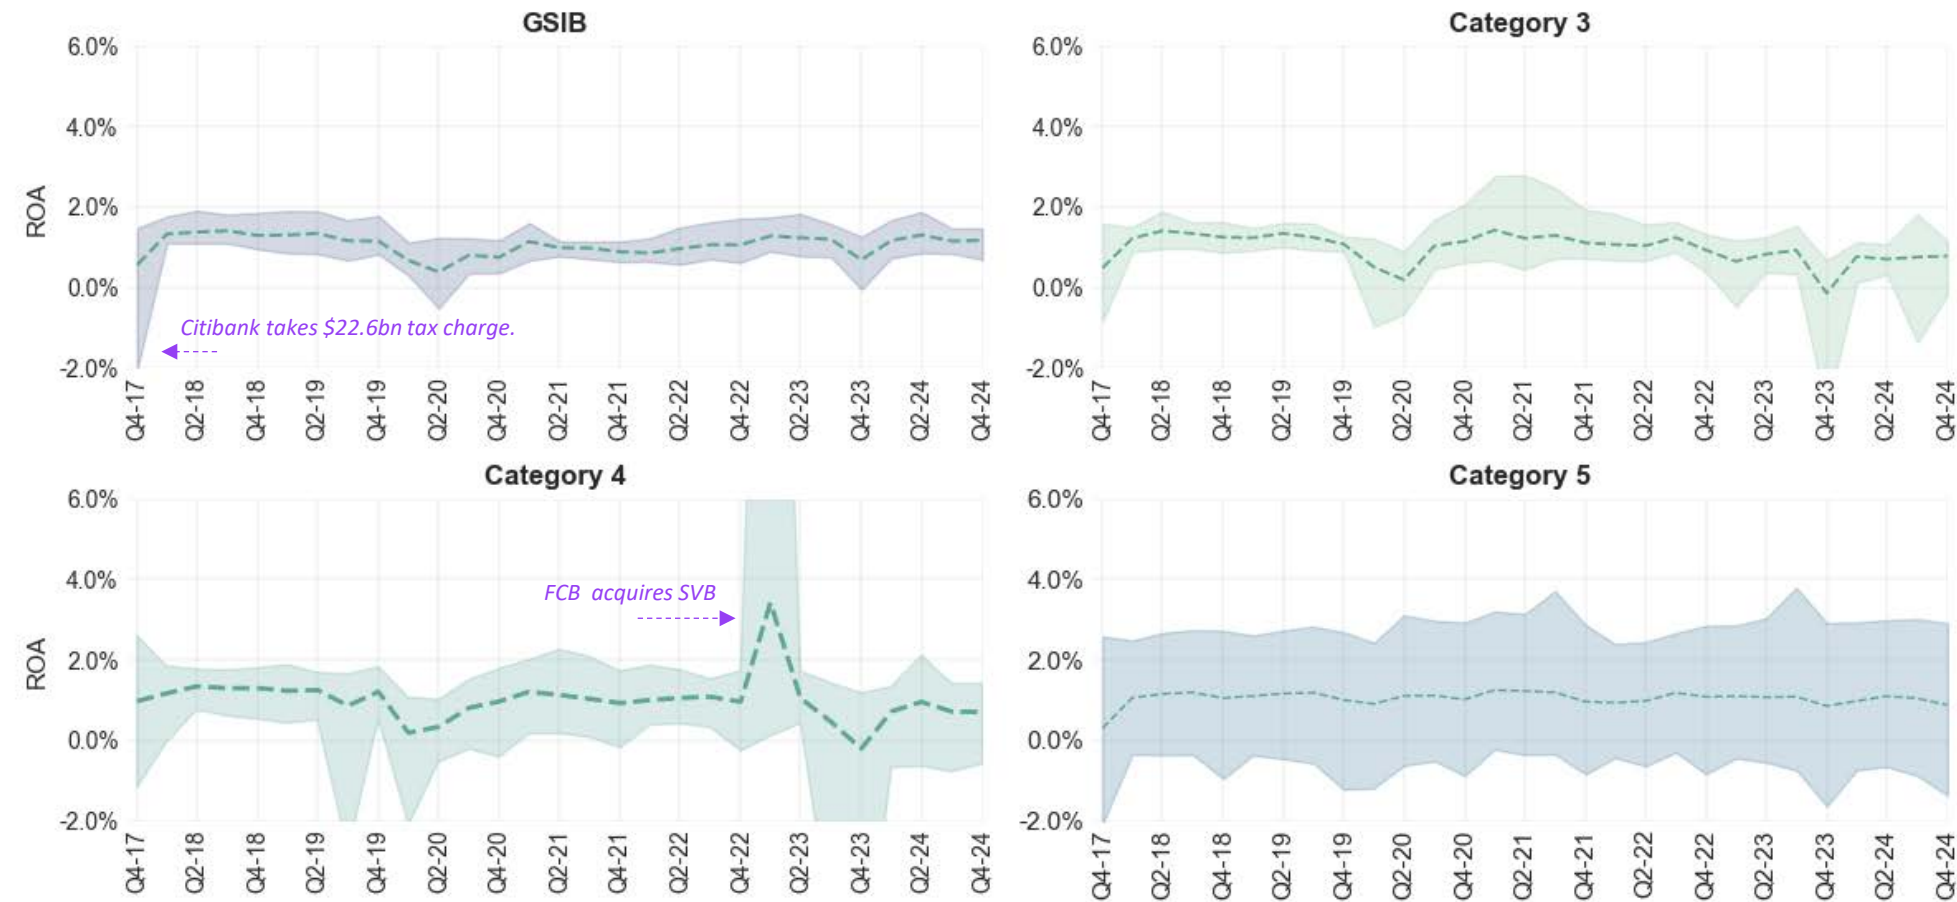 GSIB
6.0%
4.0%
2.0%
0.0%
-2.0%
ROA
Citibank takes $22.6bn tax charge.
Q4-17
Q2-18
Q4-18
Q2-19
Q4-19
Q2-20
Q4-20
Q2-21
Q4-21
Q2-22
Q4-22
Q2-23
Q4-23
Q2-24
Q4-24
Category 3
6.0%
4.0%
2.0%
0.0%
-2.0%
Q4-17
Q2-18
Q4-18
Q2-19
Q4-19
Q2-20
Q4-20
Q2-21
Q4-21
Q2-22
Q4-22
Q2-23
Q4-23
Q2-24
Q4-24
Category 4
6.0%
4.0%
2.0%
0.0%
-2.0%
ROA
FCB acquires SVB
Q4-17
Q2-18
Q4-18
Q2-19
Q4-19
Q2-20
Q4-20
Q2-21
Q4-21
Q2-22
Q4-22
Q2-23
Q4-23
Q2-24
Q4-24
Category 5
6.0%
4.0%
2.0%
0.0%
-2.0%
Q4-17
Q2-18
Q4-18
Q2-19
Q4-19
Q2-20
Q4-20
Q2-21
Q4-21
Q2-22
Q4-22
Q2-23
Q4-23
Q2-24
Q4-24